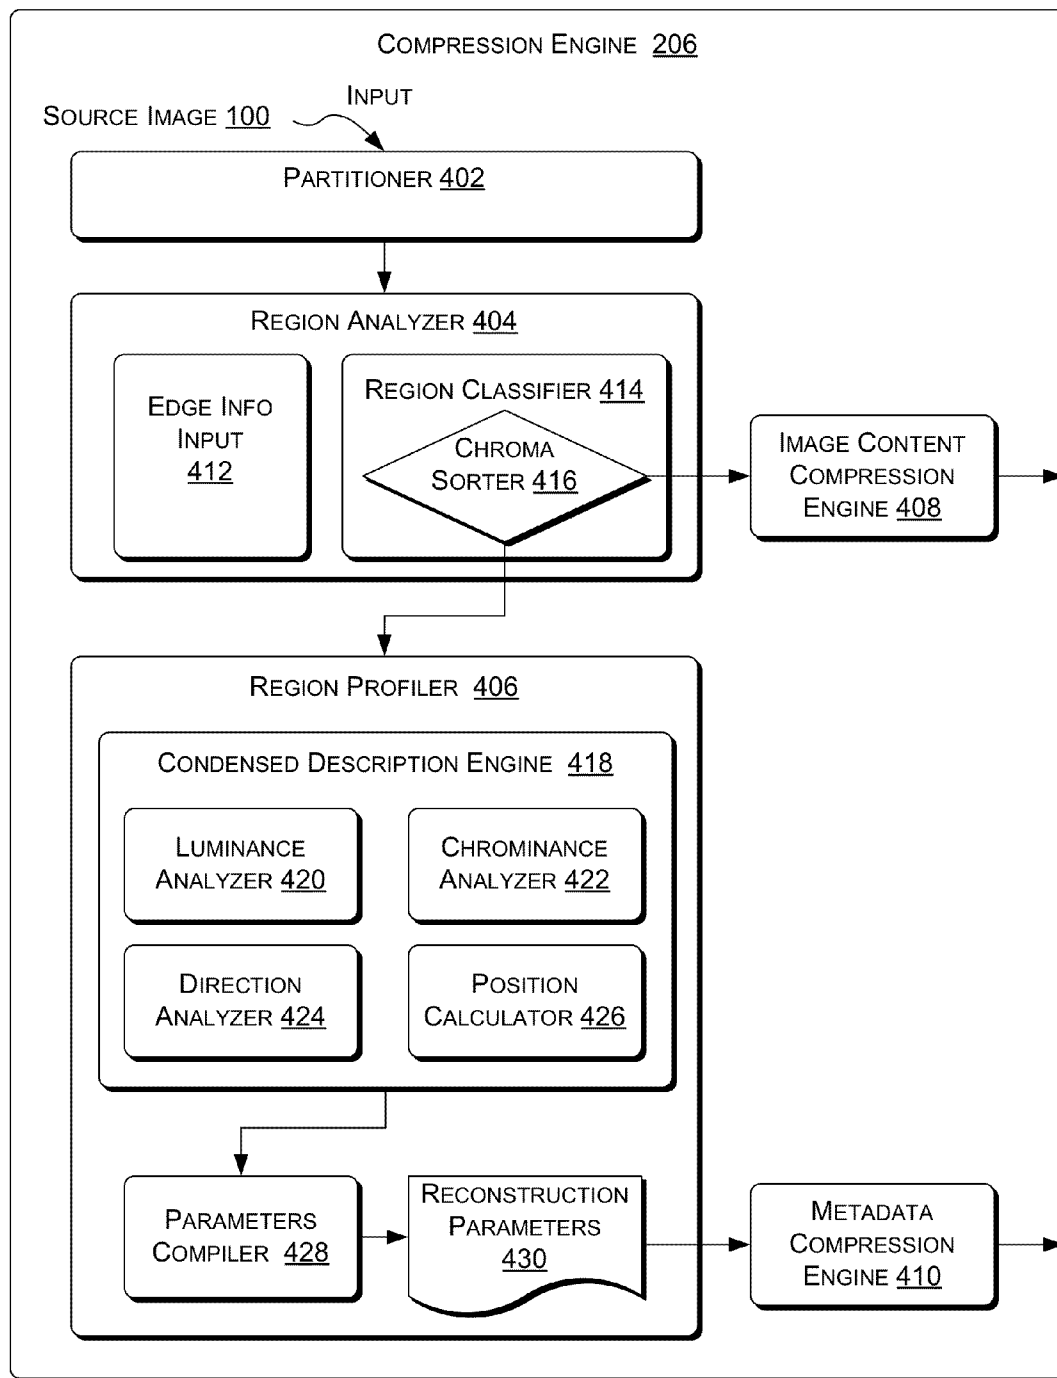 COMPRESSION ENGINE 206
INPUT
SOURCE IMAGE 100
PARTITIONER 402
REGION ANALYZER 404
EDGE INFO
INPUT
412
REGION CLASSIFIER 414
CHROMA
SORTER 416
IMAGE CONTENT
COMPRESSION
ENGINE 408
REGION PROFILER 406
CONDENSED DESCRIPTION ENGINE 418
LUMINANCE
ANALYZER 420
CHROMINANCE
ANALYZER 422
DIRECTION
ANALYZER 424
POSITION
CALCULATOR 426
PARAMETERS
COMPILER 428
RECONSTRUCTION
PARAMETERS
430
METADATA
COMPRESSION
ENGINE 410